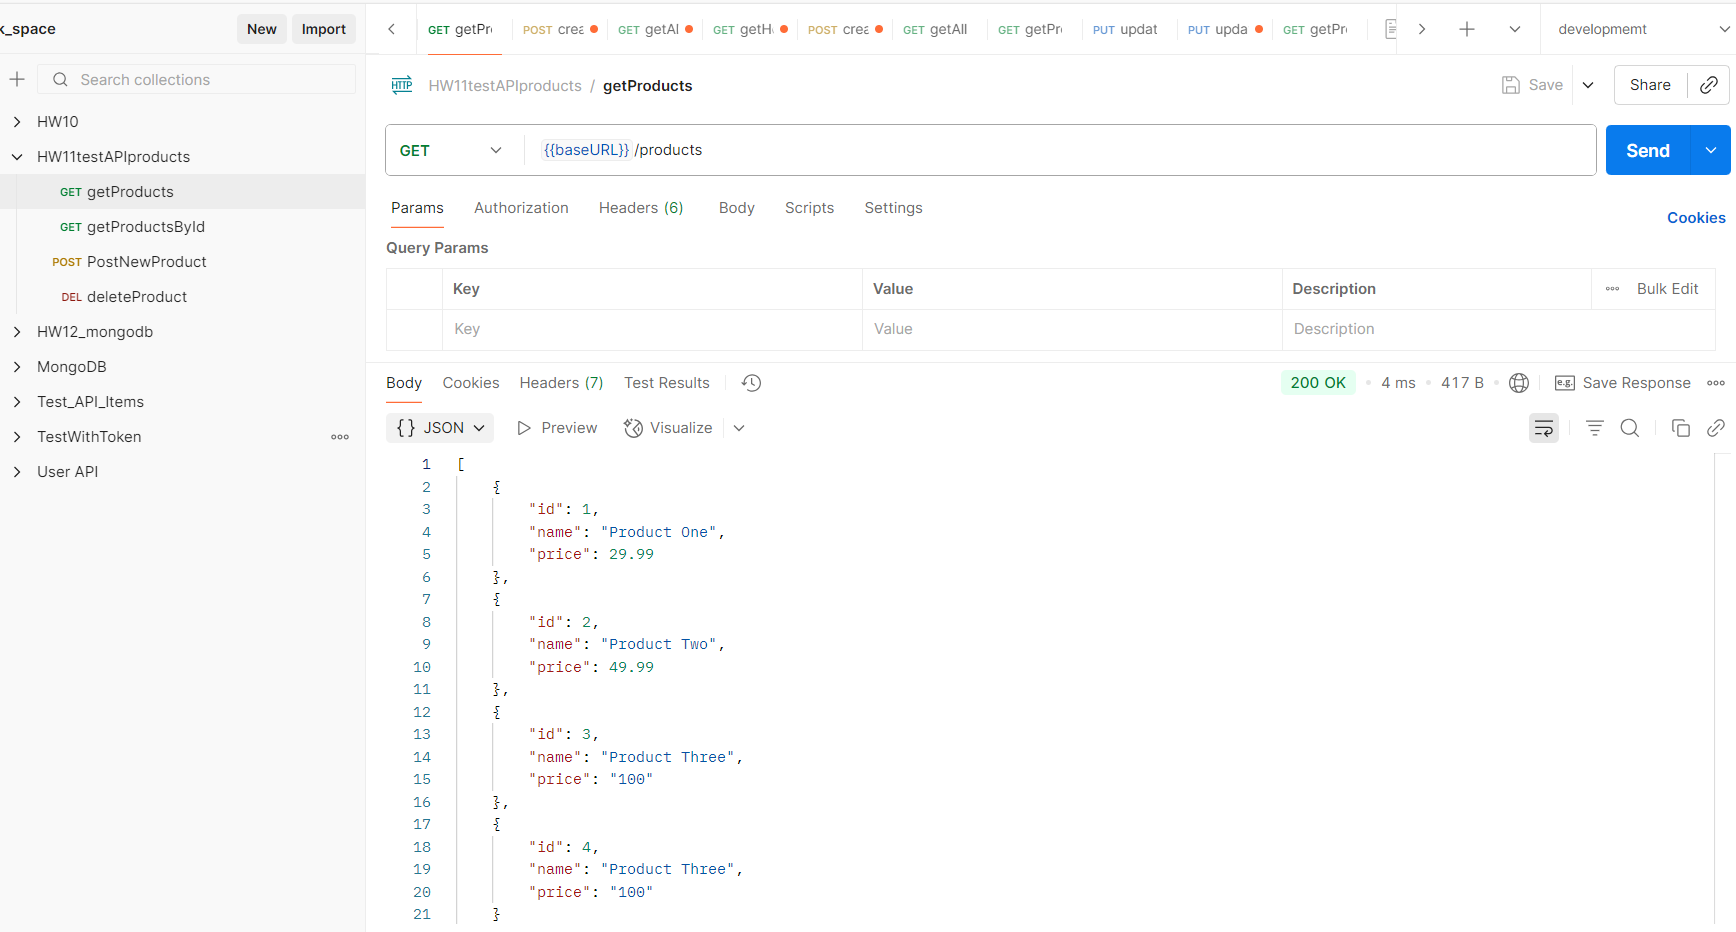 k_space
New
Import
GET getPr
POST crea
GET getAl
GET getH
POST crea
GET getAll
GET getPr
PUT updat
PUT upda
GET getPr
developmemt
Search collections
HW10
HW11testAPIproducts
GET getProducts
GET getProductsById
POST PostNewProduct
DEL deleteProduct
HW12_mongodb
MongoDB
Test_API_Items
TestWithToken
User API
HTTP HW11testAPIproducts / getProducts
Save
Share
GET {{baseURL}} /products
Send
Params Authorization Headers (6) Body Scripts Settings
Cookies
Query Params
Key Value Description Bulk Edit
Key Value Description
Body Cookies Headers (7) Test Results
200 OK 4 ms 417 B e.g. Save Response
{} JSON Preview Visualize
1 [
2 {
3 "id": 1,
4 "name": "Product One",
5 "price": 29.99
6 },
7 {
8 "id": 2,
9 "name": "Product Two",
10 "price": 49.99
11 },
12 {
13 "id": 3,
14 "name": "Product Three",
15 "price": "100"
16 },
17 {
18 "id": 4,
19 "name": "Product Three",
20 "price": "100"
21 }